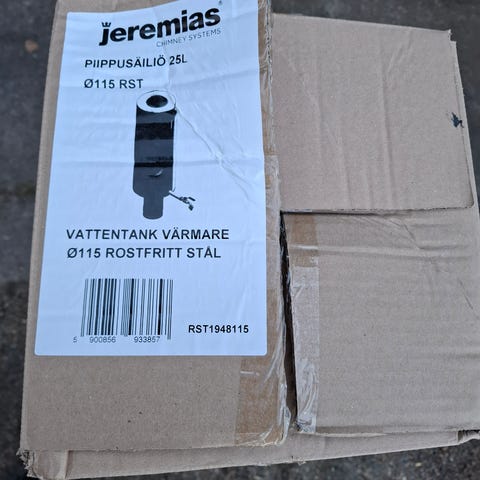 jeremias
CHIMNEY SYSTEMS
PIIPPUSÄILIÖ 25L
Ø115 RST
VATTENTANK VÄRMARE
Ø115 ROSTFRITT STÅL
5 900856 933857
RST1948115